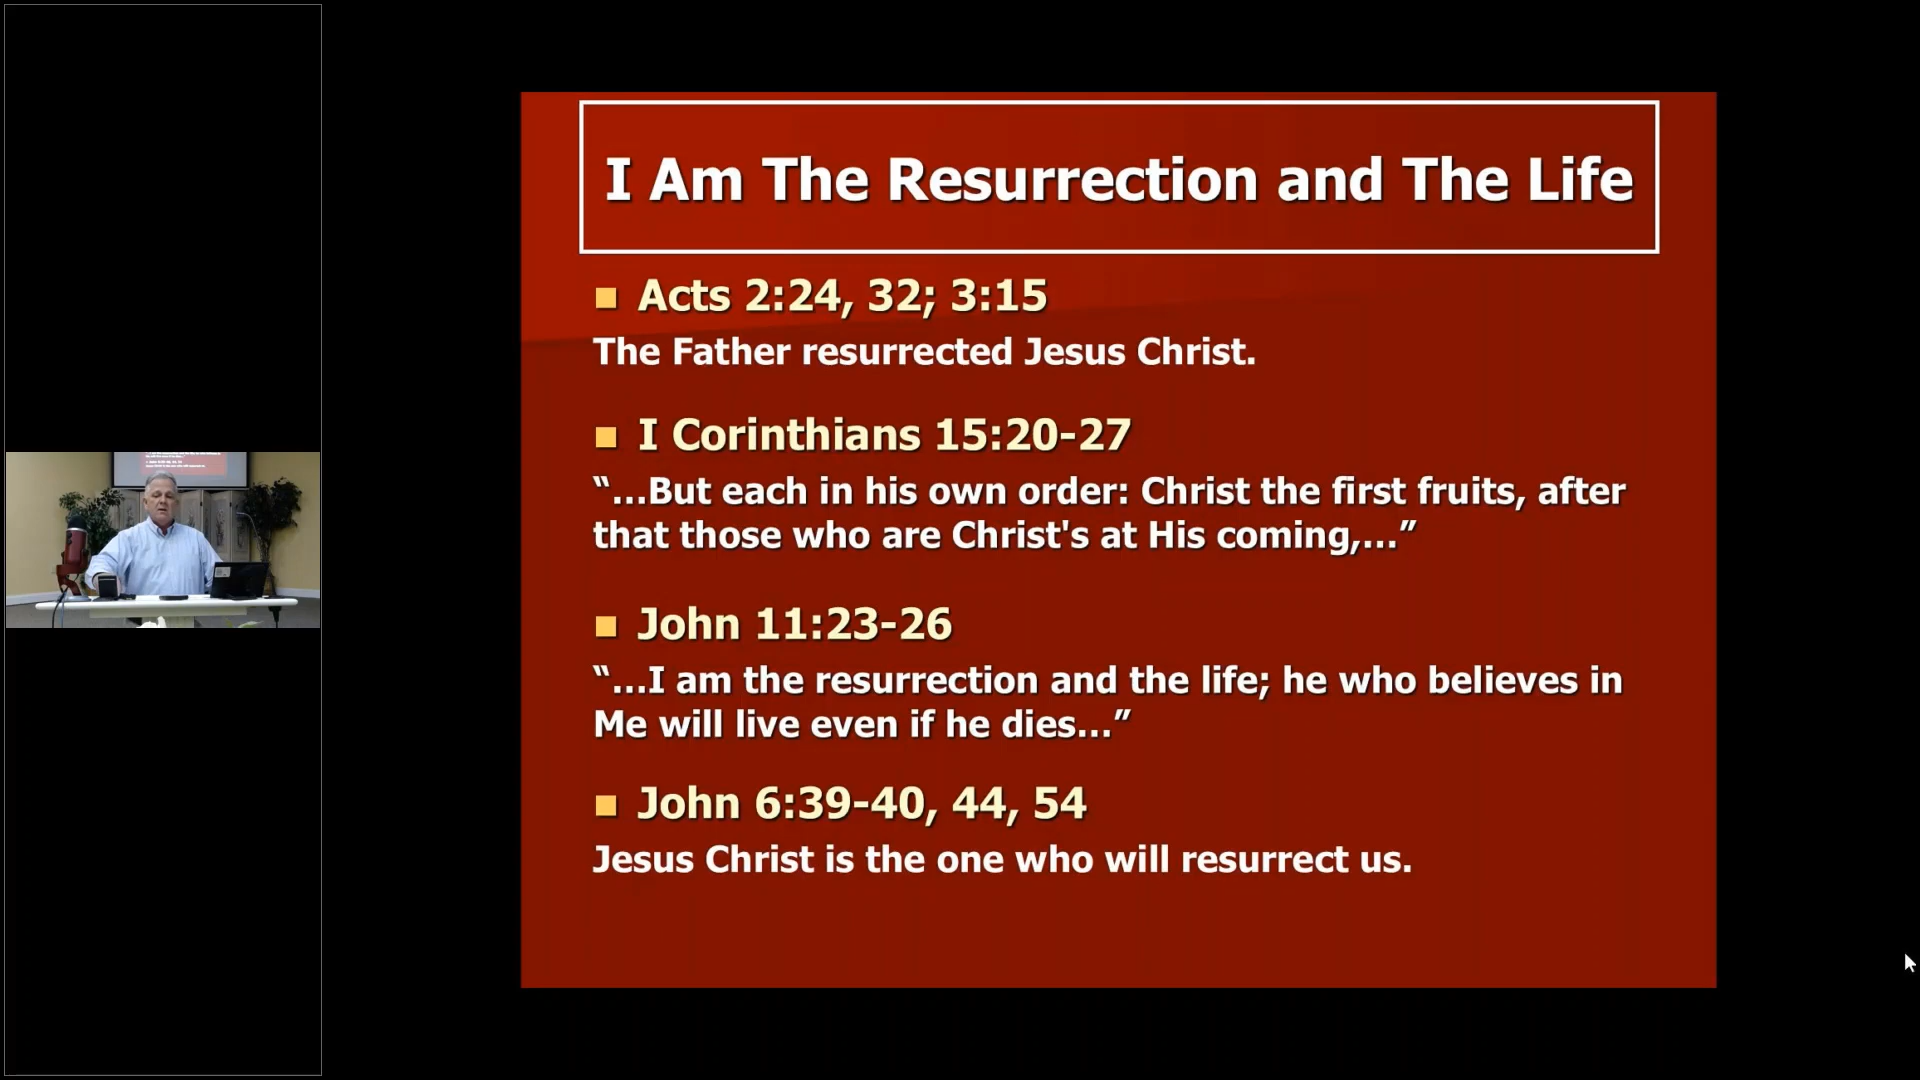 I Am The Resurrection and The Life
■ Acts 2:24, 32; 3:15
The Father resurrected Jesus Christ.
■ I Corinthians 15:20-27
“…But each in his own order: Christ the first fruits, after
that those who are Christ's at His coming,…”
■ John 11:23-26
“…I am the resurrection and the life; he who believes in
Me will live even if he dies…”
■ John 6:39-40, 44, 54
Jesus Christ is the one who will resurrect us.